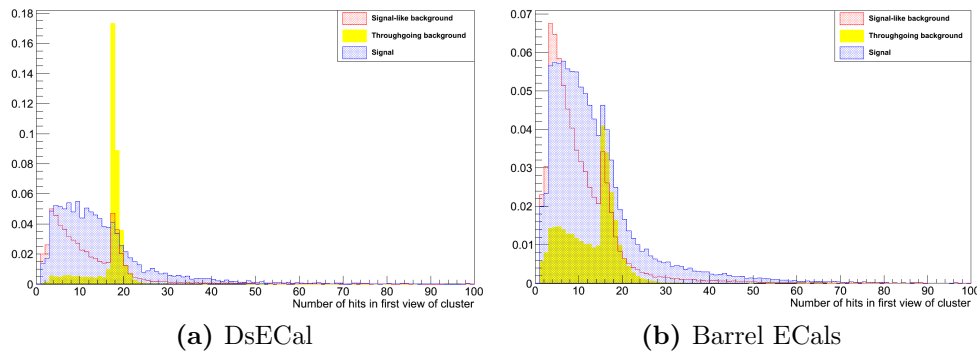 Signal-like background
Throughgoing background
Signal
0.18
0.16
0.14
0.12
0.1
0.08
0.06
0.04
0.02
0
0 10 20 30 40 50 60 70 80 90 100
Number of hits in first view of cluster
(a) DsECal
Signal-like background
Throughgoing background
Signal
0.07
0.06
0.05
0.04
0.03
0.02
0.01
0
0 10 20 30 40 50 60 70 80 90 100
Number of hits in first view of cluster
(b) Barrel ECals